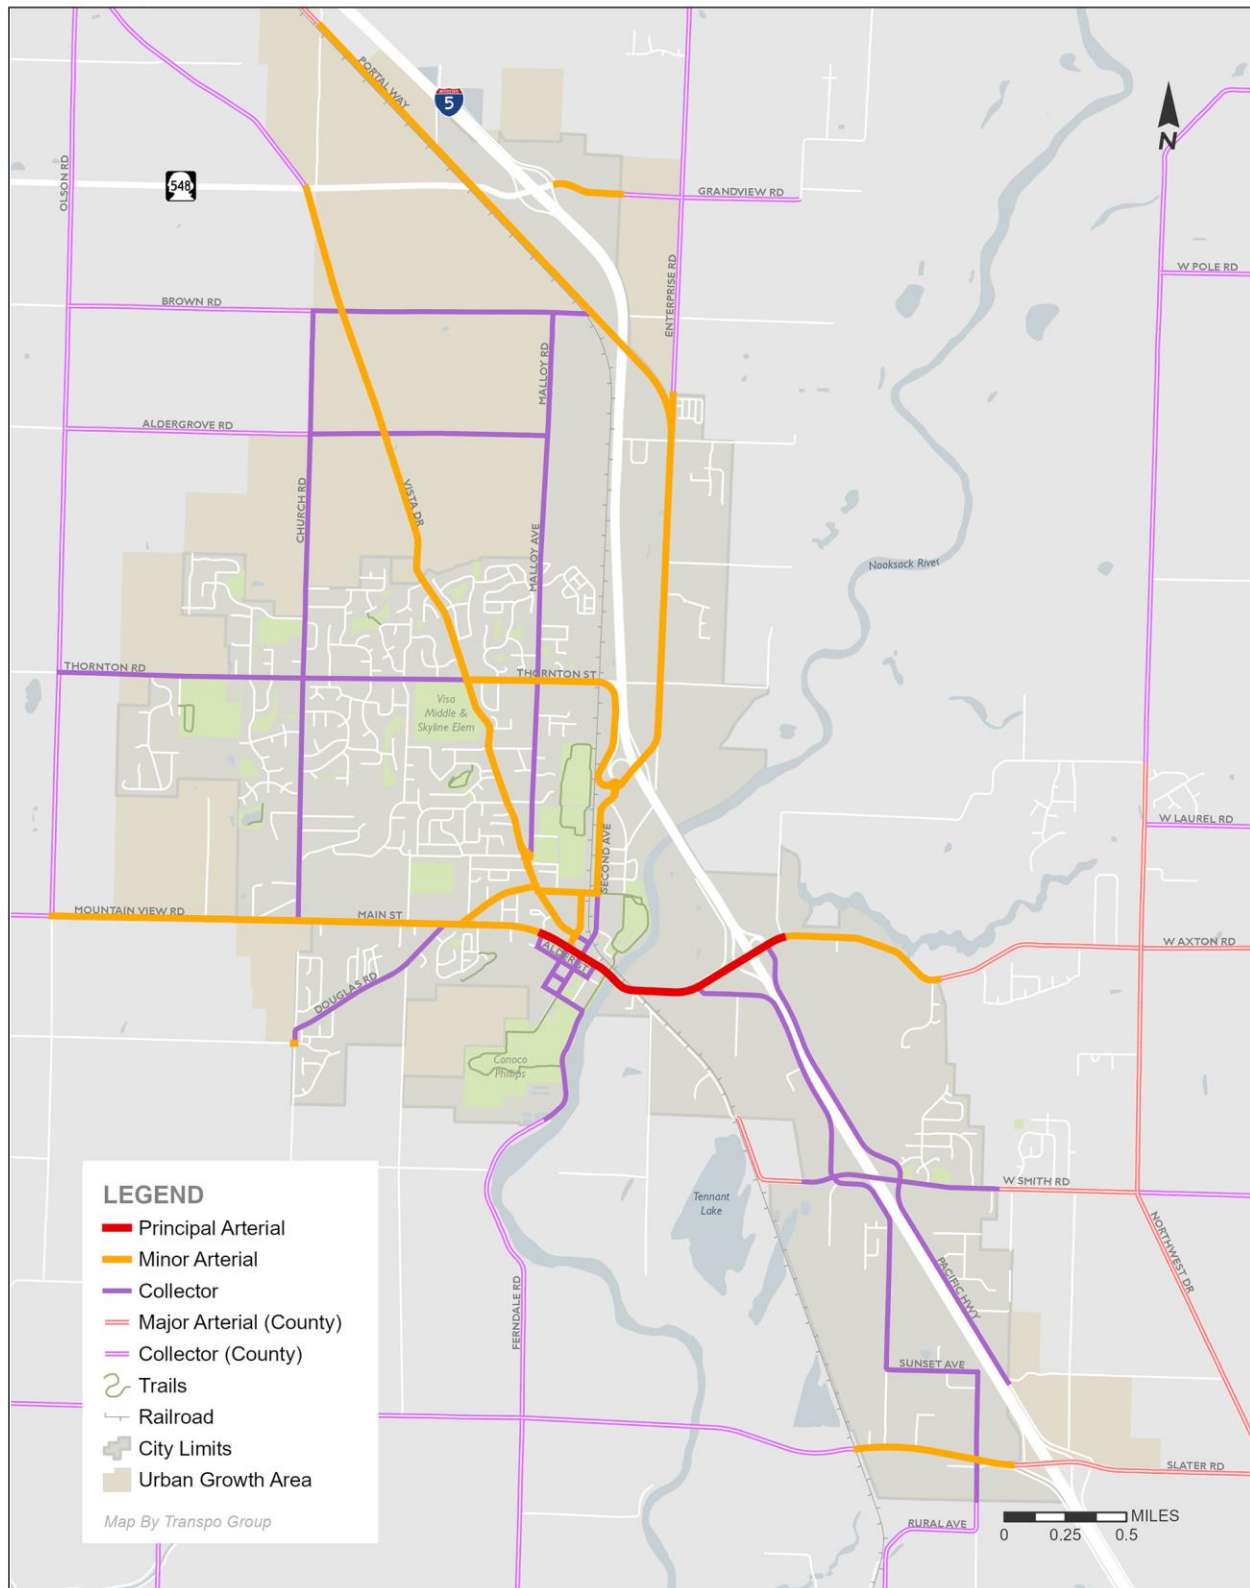 PORTAL WAY
INTERSTATE
5
N
548
OLSON RD
GRANDVIEW RD
ENTERPRISE RD
W POLE RD
BROWN RD
MALLOY RD
ALDERGROVE RD
CHURCH RD
VISTA DR
MALLOY AVE
Nooksack River
THORNTON RD
THORNTON ST
Visa
Middle &
Skyline Elem
W LAUREL RD
SECOND AVE
MOUNTAIN VIEW RD
MAIN ST
W AXTON RD
ALDER ST
DOUGLAS RD
Conoco
Phillips
W SMITH RD
Tennant
Lake
NORTHWEST DR
PACIFIC HWY
FERNDALE RD
SUNSET AVE
SLATER RD
RURAL AVE
LEGEND
Principal Arterial
Minor Arterial
Collector
Major Arterial (County)
Collector (County)
Trails
Railroad
City Limits
Urban Growth Area
Map By Transpo Group
MILES
0 0.25 0.5